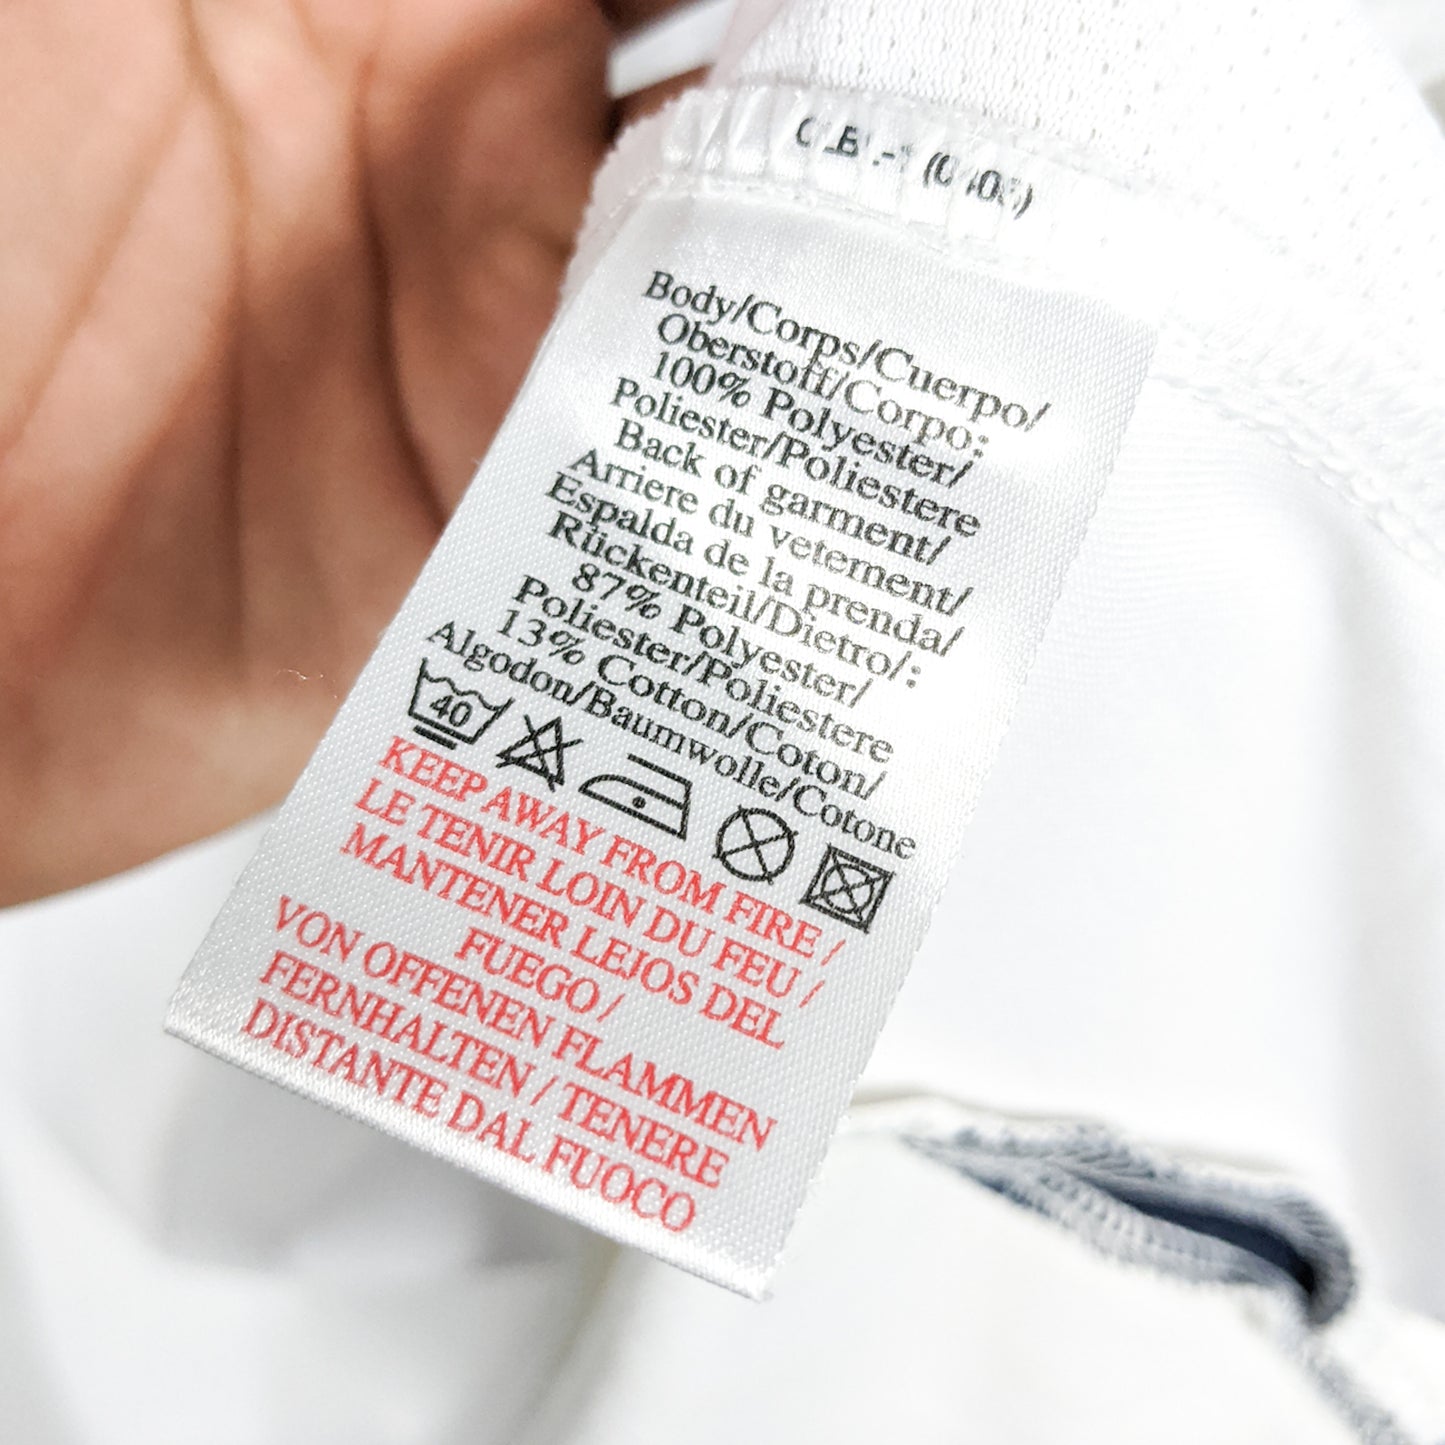 Body/Corps/Cuerpo/
Oberstoff/Corpo:
100% Polyester/
Poliester/Poliestere
Back of garment/
Arriere du vetement/
Espalda de la prenda/
Rückenteil/Dietro/:
87% Polyester/
Poliester/Poliestere
13% Cotton/Coton/
Algodon/Baumwolle/Cotone
40
KEEP AWAY FROM FIRE /
LE TENIR LOIN DU FEU /
MANTENER LEJOS DEL
FUEGO /
VON OFFENEN FLAMMEN
FERNHALTEN / TENERE
DISTANTE DAL FUOCO